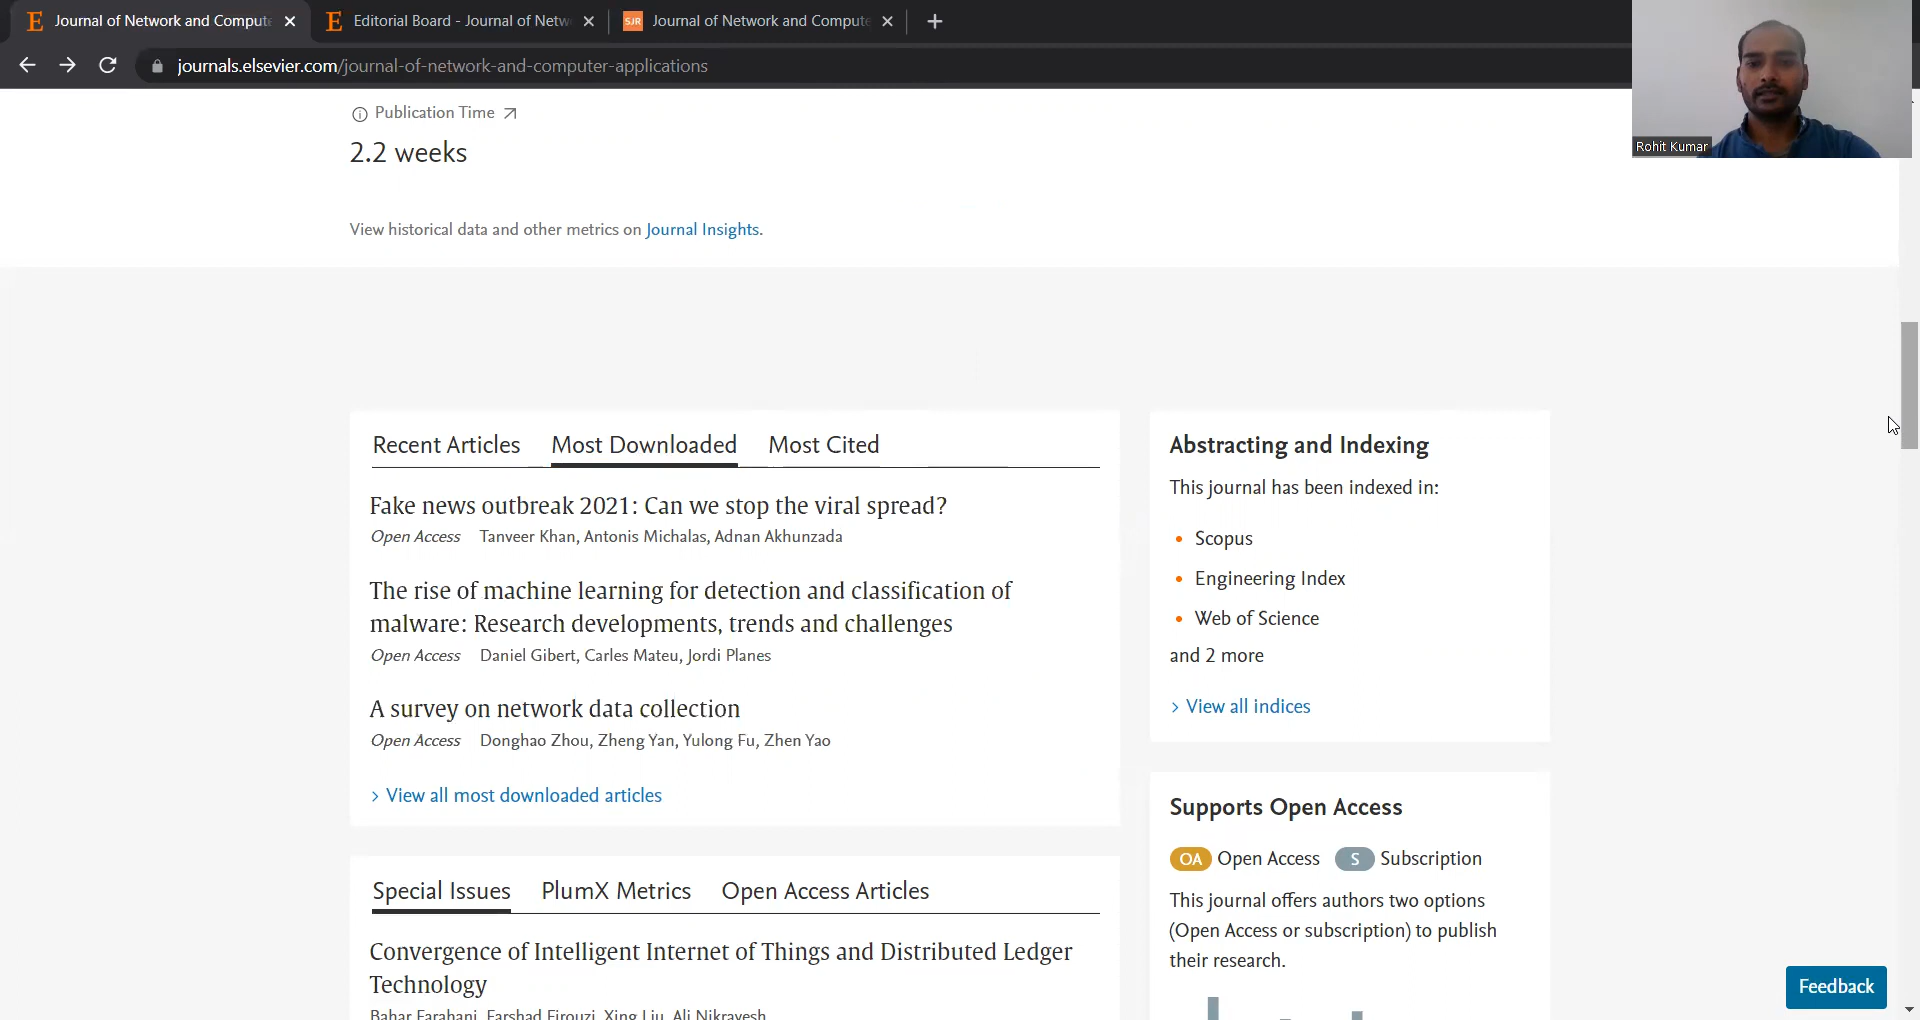 Journal of Network and Compute
Editorial Board - Journal of Netw
SJR
Journal of Network and Compute
journals.elsevier.com/journal-of-network-and-computer-applications
Rohit Kumar
Publication Time
2.2 weeks
View historical data and other metrics on Journal Insights.
Recent Articles Most Downloaded Most Cited
Fake news outbreak 2021: Can we stop the viral spread?
Open Access Tanveer Khan, Antonis Michalas, Adnan Akhunzada
The rise of machine learning for detection and classification of
malware: Research developments, trends and challenges
Open Access Daniel Gibert, Carles Mateu, Jordi Planes
A survey on network data collection
Open Access Donghao Zhou, Zheng Yan, Yulong Fu, Zhen Yao
> View all most downloaded articles
Special Issues PlumX Metrics Open Access Articles
Convergence of Intelligent Internet of Things and Distributed Ledger
Technology
Bahar Farahani, Farshad Firouzi, Xing Liu, Ali Nikravesh
Abstracting and Indexing
This journal has been indexed in:
• Scopus
• Engineering Index
• Web of Science
and 2 more
> View all indices
Supports Open Access
OA Open Access S Subscription
This journal offers authors two options
(Open Access or subscription) to publish
their research.
Feedback